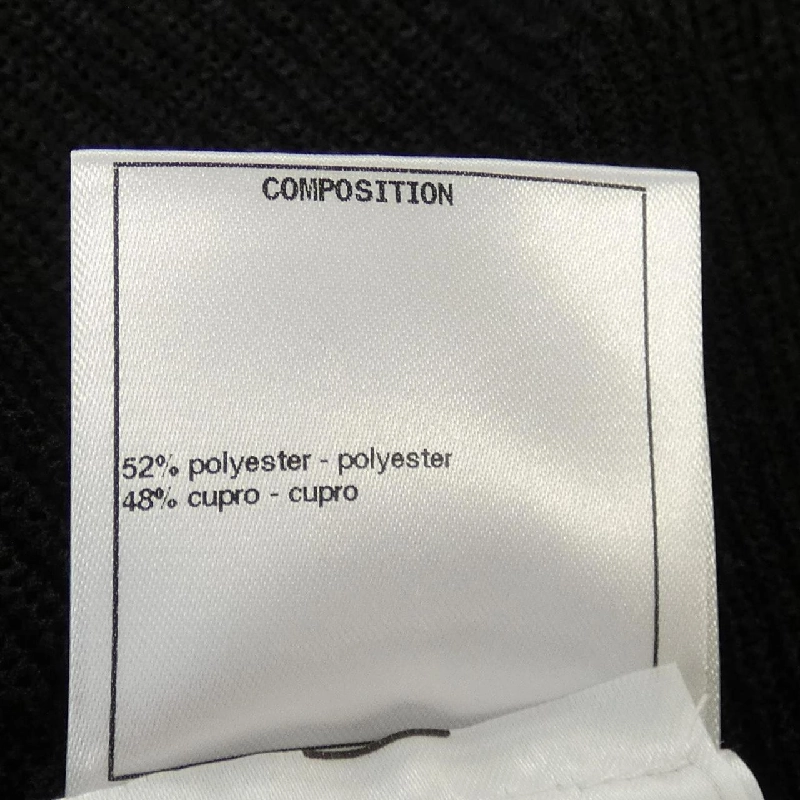 COMPOSITION
52% polyester - polyester
48% cupro - cupro